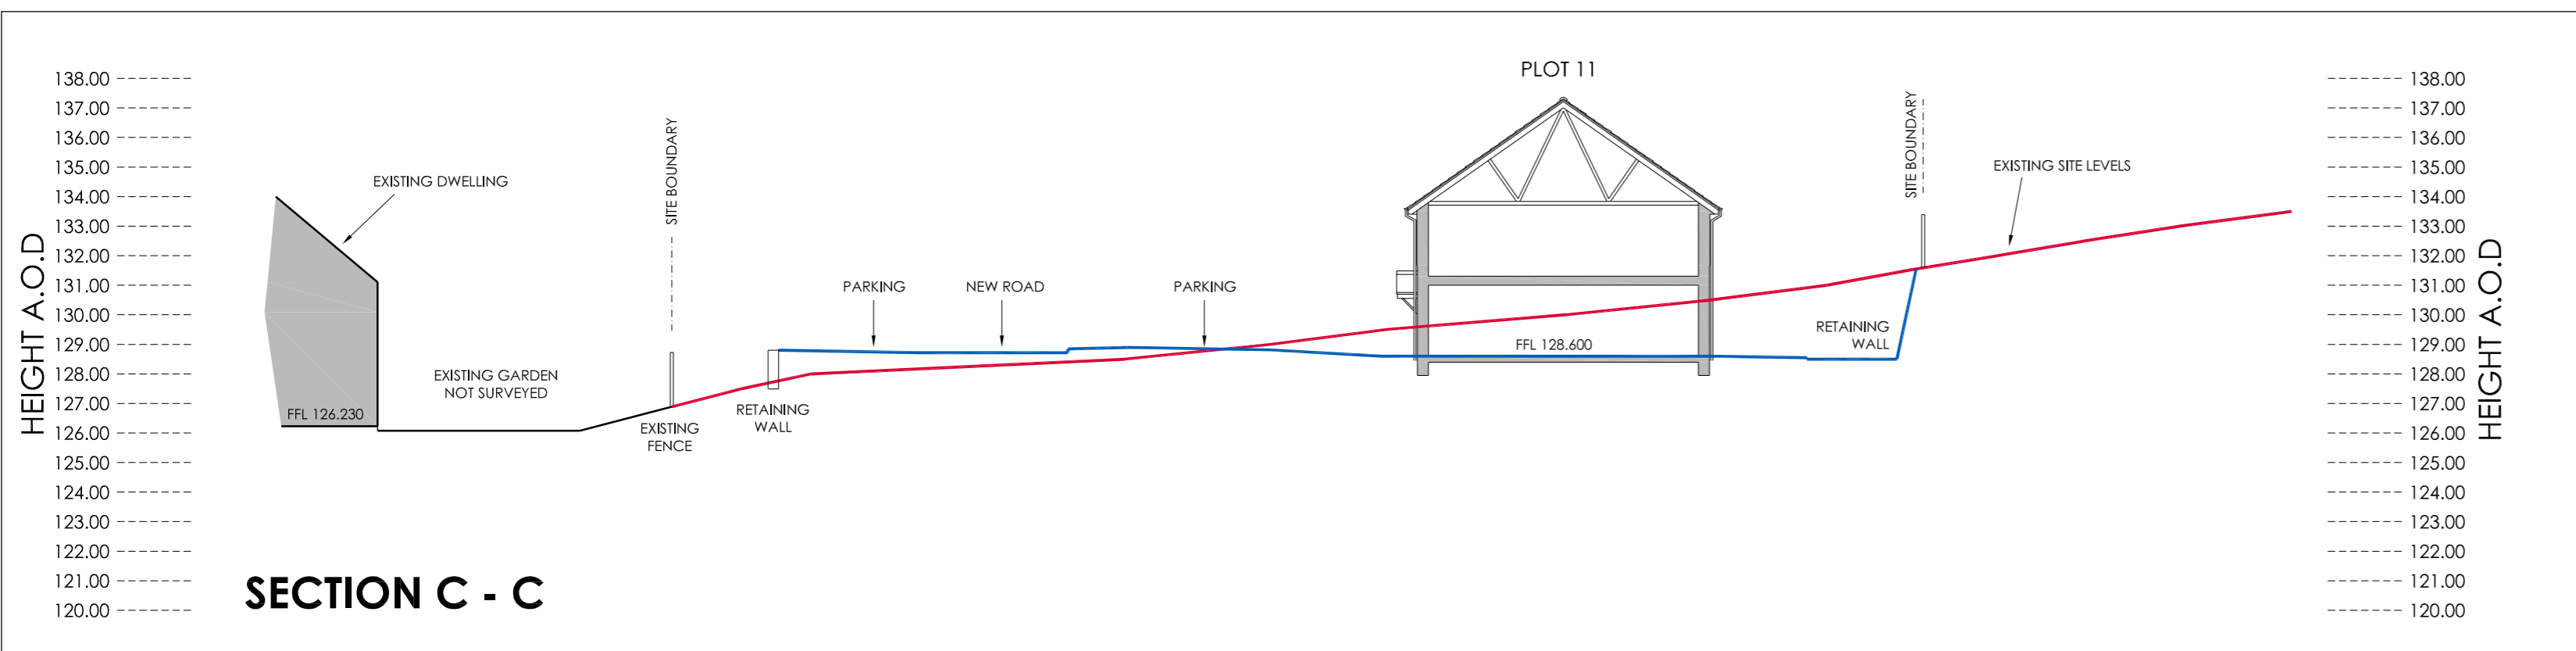 PLOT 11
138.00
137.00
136.00
135.00
134.00
133.00
132.00
131.00
130.00
129.00
128.00
127.00
126.00
125.00
124.00
123.00
122.00
121.00
120.00
HEIGHT A.O.D
EXISTING DWELLING
FFL 126.230
EXISTING GARDEN
NOT SURVEYED
SITE BOUNDARY
EXISTING
FENCE
RETAINING
WALL
PARKING
NEW ROAD
PARKING
FFL 128.600
RETAINING
WALL
SITE BOUNDARY
EXISTING SITE LEVELS
138.00
137.00
136.00
135.00
134.00
133.00
132.00
131.00
130.00
129.00
128.00
127.00
126.00
125.00
124.00
123.00
122.00
121.00
120.00
HEIGHT A.O.D
SECTION C - C